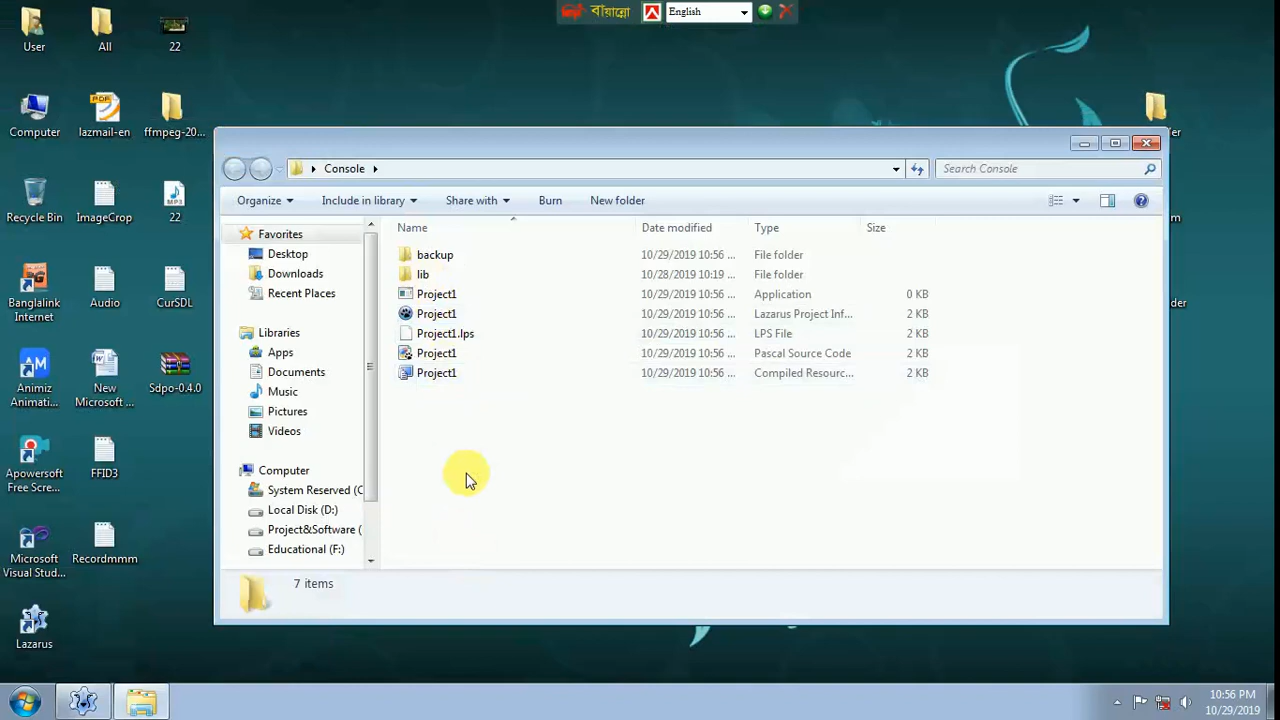 বাঁয়ান্নো English
User All 22
Computer lazmail-en ffmpeg-20...
Recycle Bin ImageCrop 22
Banglalink Internet Audio CurSDL
Animiz Animati... New Microsoft ... Sdpo-0.4.0
Apowersoft Free Scre... FFID3
Microsoft Visual Stud... Recordmmm
Lazarus
Console
Search Console
Organize Include in library Share with Burn New folder
Favorites
Desktop
Downloads
Recent Places
Libraries
Apps
Documents
Music
Pictures
Videos
Computer
System Reserved (C
Local Disk (D:)
Project&Software (
Educational (F:)
Name Date modified Type Size
backup 10/29/2019 10:56 ... File folder
lib 10/28/2019 10:19 ... File folder
Project1 10/29/2019 10:56 ... Application 0 KB
Project1 10/29/2019 10:56 ... Lazarus Project Inf... 2 KB
Project1.lps 10/29/2019 10:56 ... LPS File 2 KB
Project1 10/29/2019 10:56 ... Pascal Source Code 2 KB
Project1 10/29/2019 10:56 ... Compiled Resourc... 2 KB
7 items
10:56 PM
10/29/2019